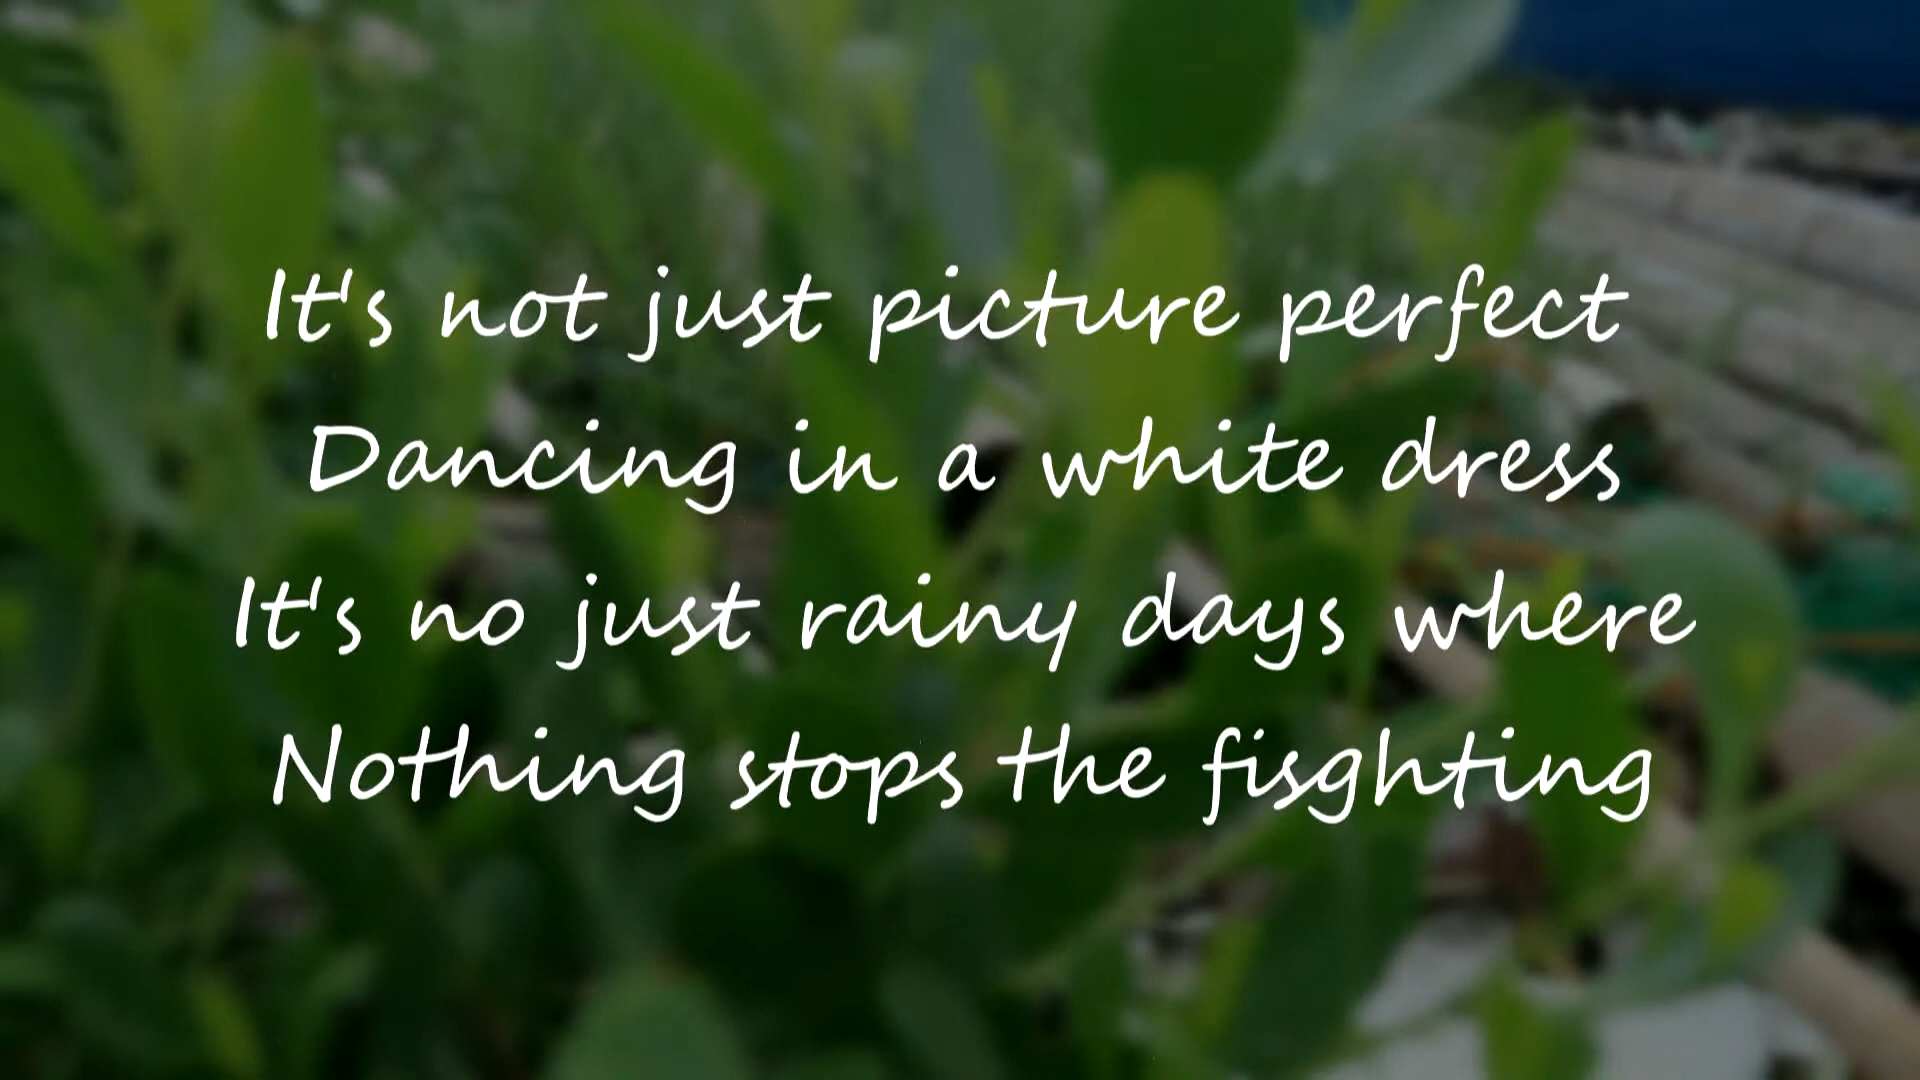 It's not just picture perfect
Dancing in a white dress
It's no just rainy days where
Nothing stops the fisghting